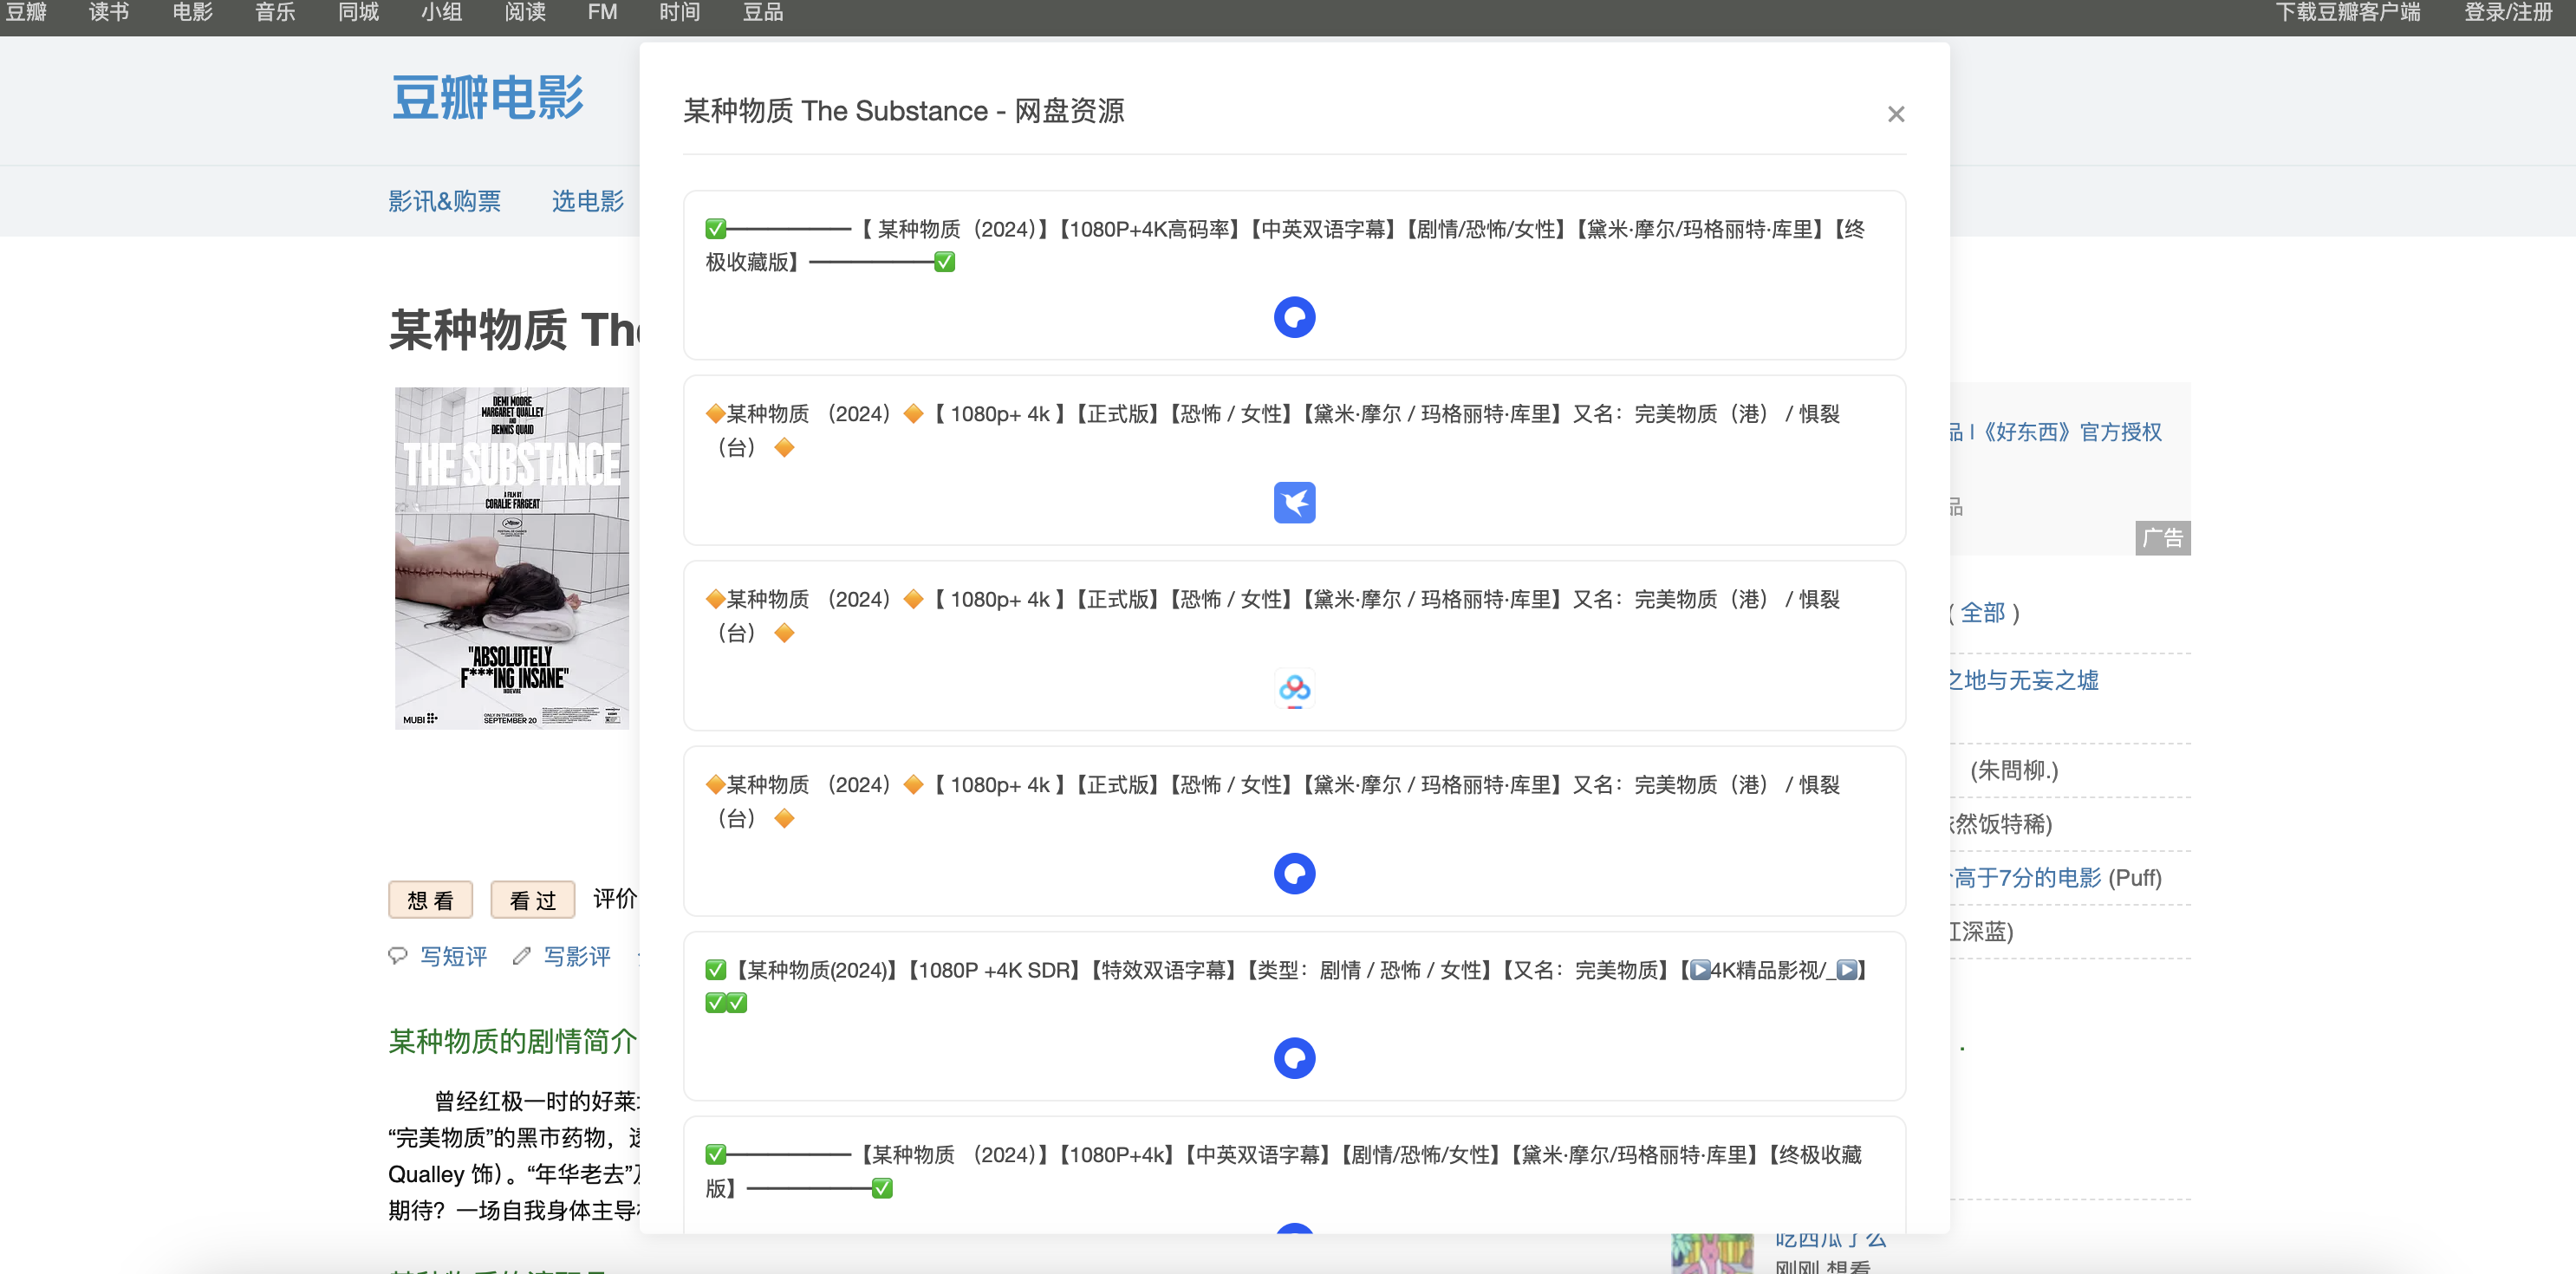 豆瓣 读书 电影 音乐 同城 小组 阅读 FM 时间 豆品 下载豆瓣客户端 登录/注册
豆瓣电影
影讯&购票 选电影
某种物质 The
DEMI MOORE
MARGARET QUALLEY
AND
DENNIS QUAID
THE SUBSTANCE
A FILM BY
CORALIE FARGEAT
"ABSOLUTELY
F***ING INSANE"
MUBI
ONLY IN THEATERS
SEPTEMBER 20
想看 看过 评价
写短评 写影评
某种物质的剧情简介
曾经红极一时的好莱
“完美物质”的黑市药物，
Qualley 饰）。“年华老去”
期待？一场自我身体主导
某种物质 The Substance - 网盘资源 ×
✅——————【 某种物质（2024）】【1080P+4K高码率】【中英双语字幕】【剧情/恐怖/女性】【黛米·摩尔/玛格丽特·库里】【终
极收藏版】——————✅
🔶某种物质 （2024）🔶【 1080p+ 4k 】【正式版】【恐怖 / 女性】【黛米·摩尔 / 玛格丽特·库里】又名：完美物质（港） / 惧裂
（台） 🔶
🔶某种物质 （2024）🔶【 1080p+ 4k 】【正式版】【恐怖 / 女性】【黛米·摩尔 / 玛格丽特·库里】又名：完美物质（港） / 惧裂
（台） 🔶
🔶某种物质 （2024）🔶【 1080p+ 4k 】【正式版】【恐怖 / 女性】【黛米·摩尔 / 玛格丽特·库里】又名：完美物质（港） / 惧裂
（台） 🔶
✅【某种物质(2024)】【1080P +4K SDR】【特效双语字幕】【类型：剧情 / 恐怖 / 女性】【又名：完美物质】【▶️4K精品影视/_▶️】
✅✅
✅——————【某种物质 （2024）】【1080P+4k】【中英双语字幕】【剧情/恐怖/女性】【黛米·摩尔/玛格丽特·库里】【终极收藏
版】——————✅
品 I《好东西》官方授权
品
广告
( 全部 )
之地与无妄之墟
(朱問柳.)
然饭特稀)
高于7分的电影 (Puff)
深蓝)
吃西瓜了么
刚刚 想看